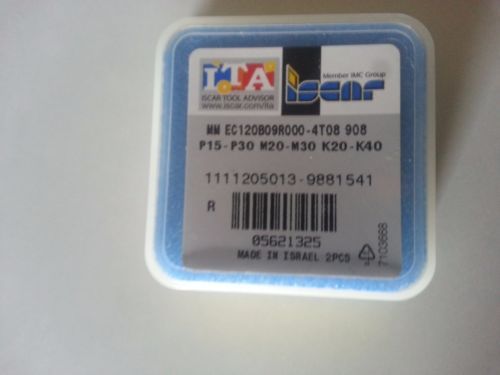 ITA
ISCAR TOOL ADVISOR
www.iscar.com/ita
Member IMC Group
iscar
MM EC120B09R000-4T08 908
P15-P30 M20-M30 K20-K40
1111205013-9881541
R
05621325
MADE IN ISRAEL 2PCS
7103668